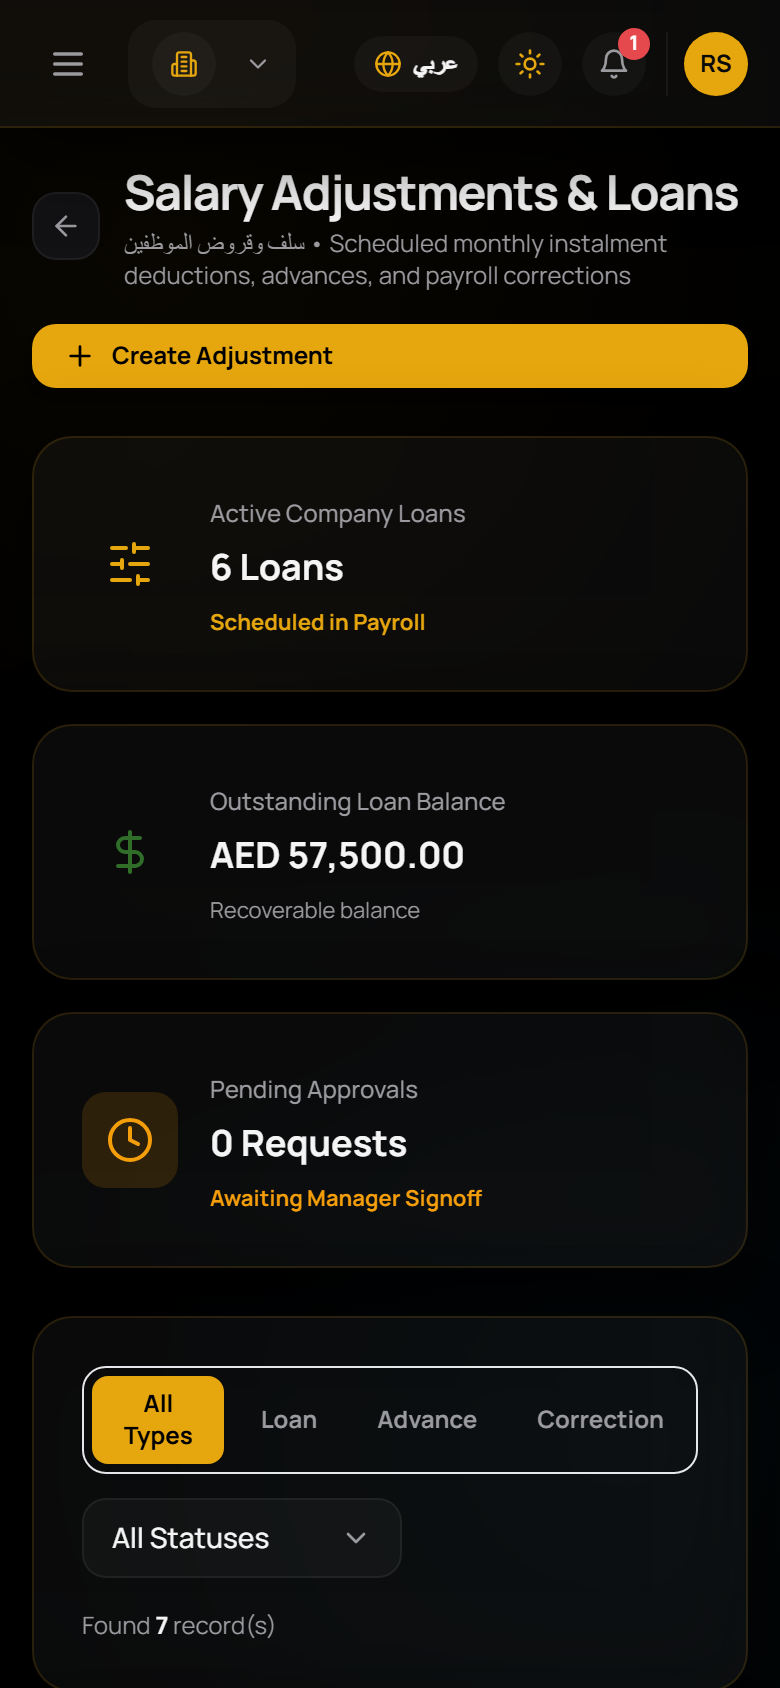 عربي
1
RS
Salary Adjustments & Loans
سلف وقروض الموظفين • Scheduled monthly instalment
deductions, advances, and payroll corrections
Create Adjustment
Active Company Loans
6 Loans
Scheduled in Payroll
Outstanding Loan Balance
AED 57,500.00
Recoverable balance
Pending Approvals
0 Requests
Awaiting Manager Signoff
All
Types
Loan
Advance
Correction
All Statuses
Found 7 record(s)